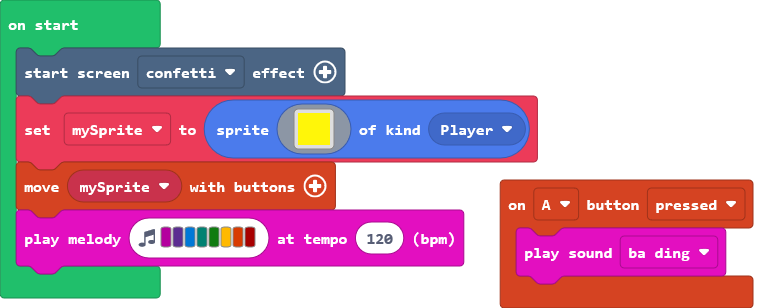 on start
start screen confetti effect
set mySprite to sprite of kind Player
move mySprite with buttons
play melody at tempo 120 (bpm)
on A button pressed
play sound ba ding